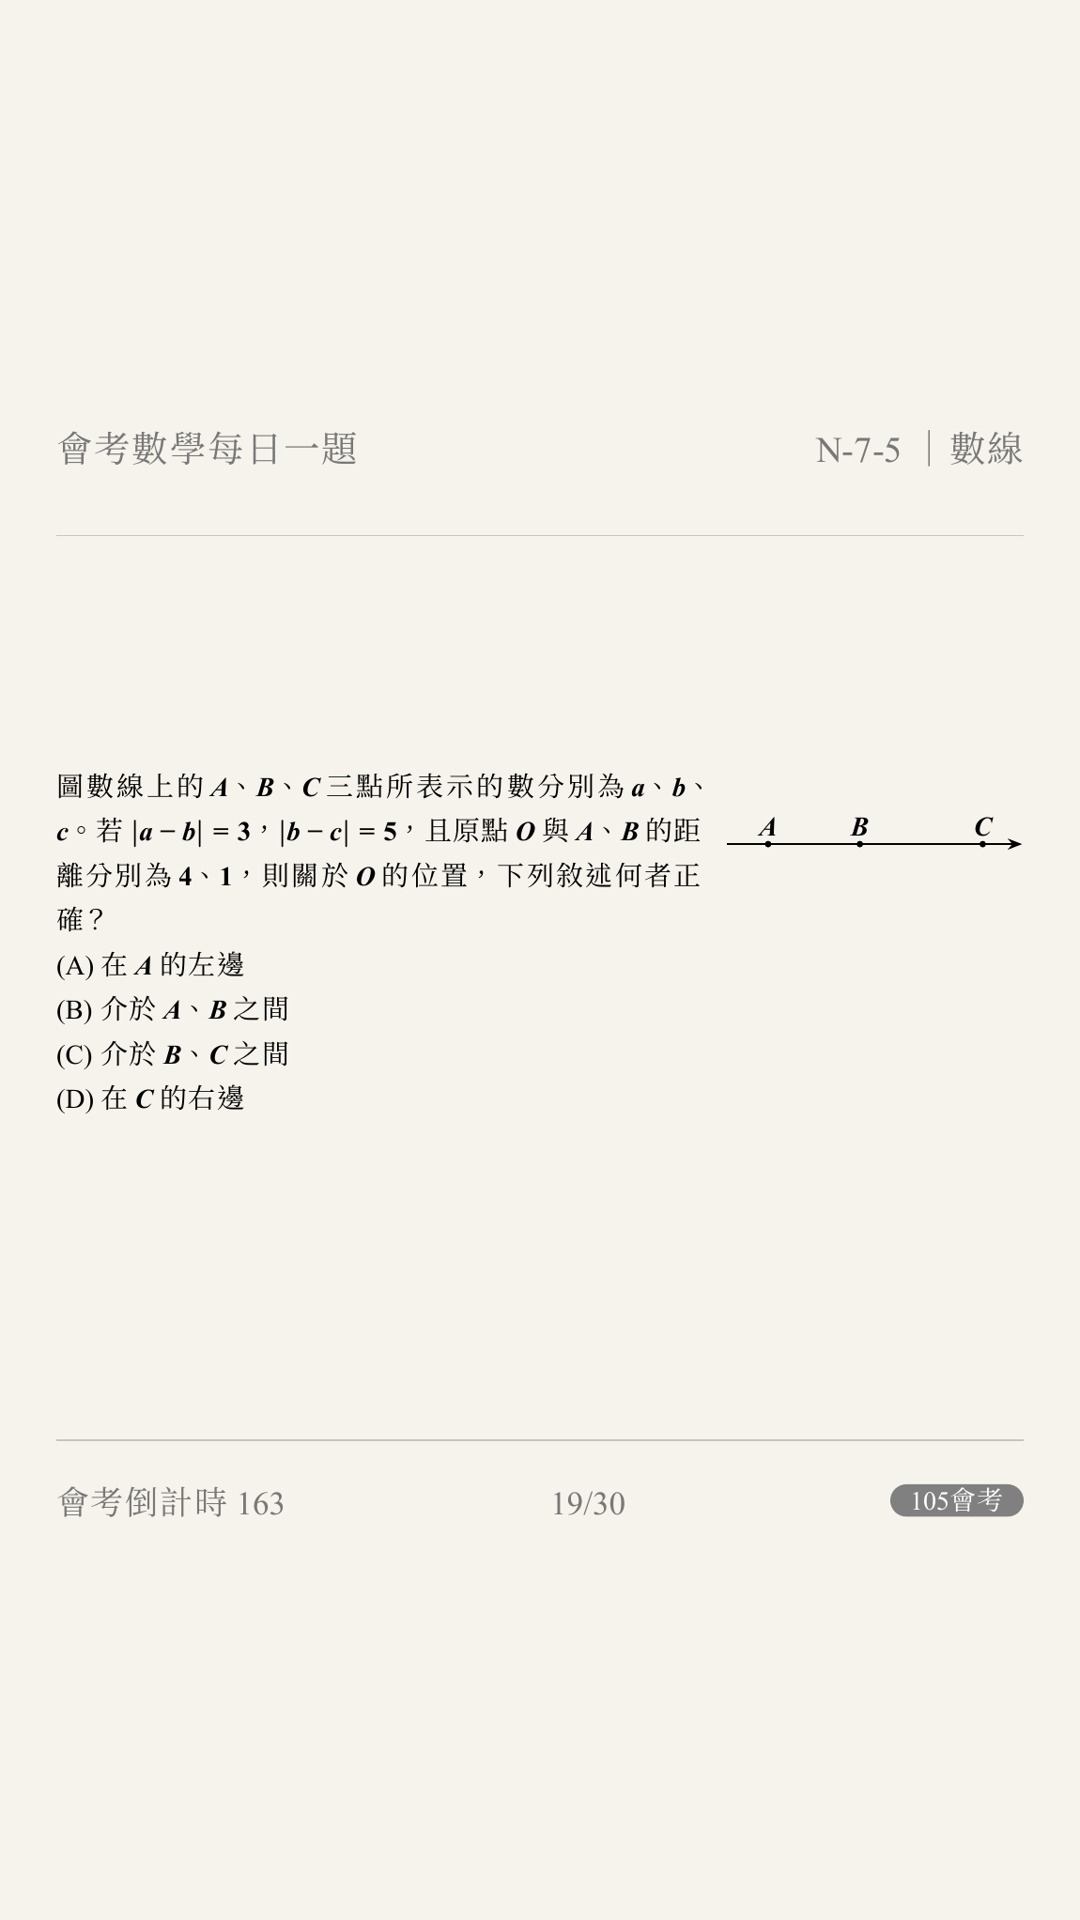 會考數學每日一題
N-7-5 | 數線
圖數線上的 A、B、C 三點所表示的數分別為 a、b、
c。若 |a − b| = 3，|b − c| = 5，且原點 O 與 A、B 的距
離分別為 4、1，則關於 O 的位置，下列敘述何者正
確？
A B C
(A) 在 A 的左邊
(B) 介於 A、B 之間
(C) 介於 B、C 之間
(D) 在 C 的右邊
會考倒計時 163
19/30
105會考